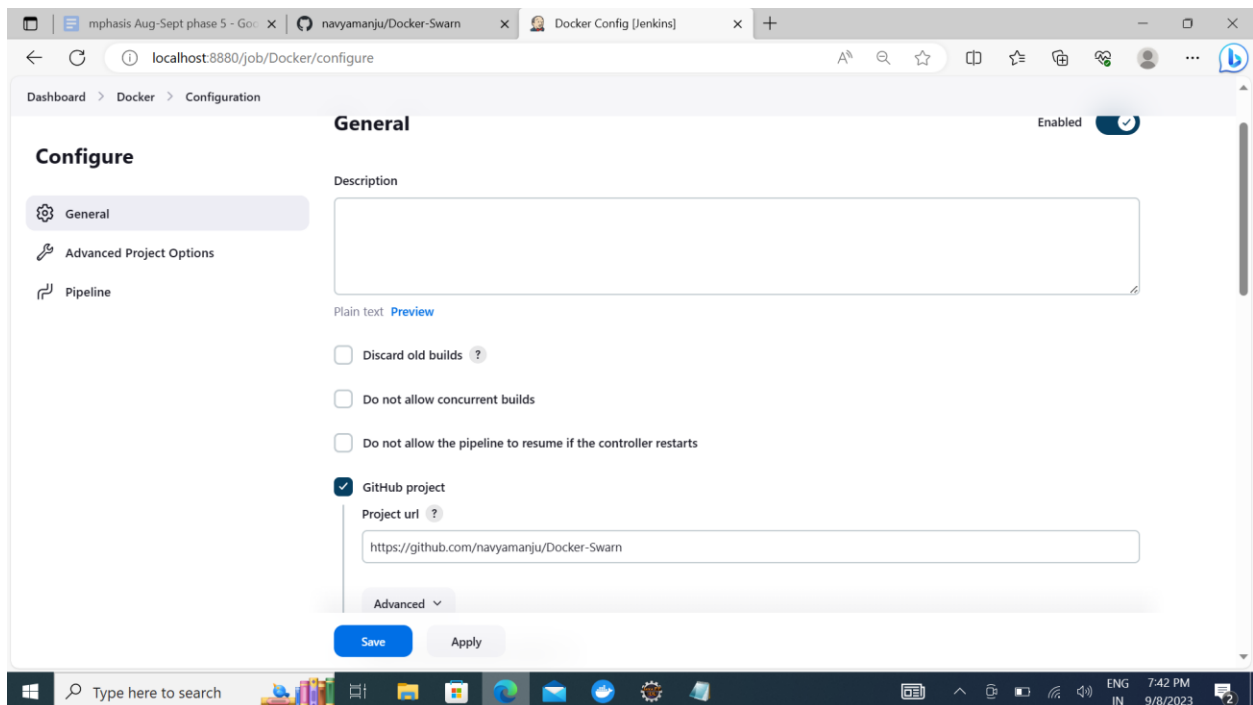 mphasis Aug-Sept phase 5 - Goo
navyamanju/Docker-Swarn
Docker Config [Jenkins]
localhost:8880/job/Docker/configure
Dashboard > Docker > Configuration
General
Enabled
Configure
Description
General
Advanced Project Options
Pipeline
Plain text Preview
Discard old builds ?
Do not allow concurrent builds
Do not allow the pipeline to resume if the controller restarts
GitHub project
Project url ?
https://github.com/navyamanju/Docker-Swarn
Advanced
Save Apply
Type here to search
ENG
IN
7:42 PM
9/8/2023
2